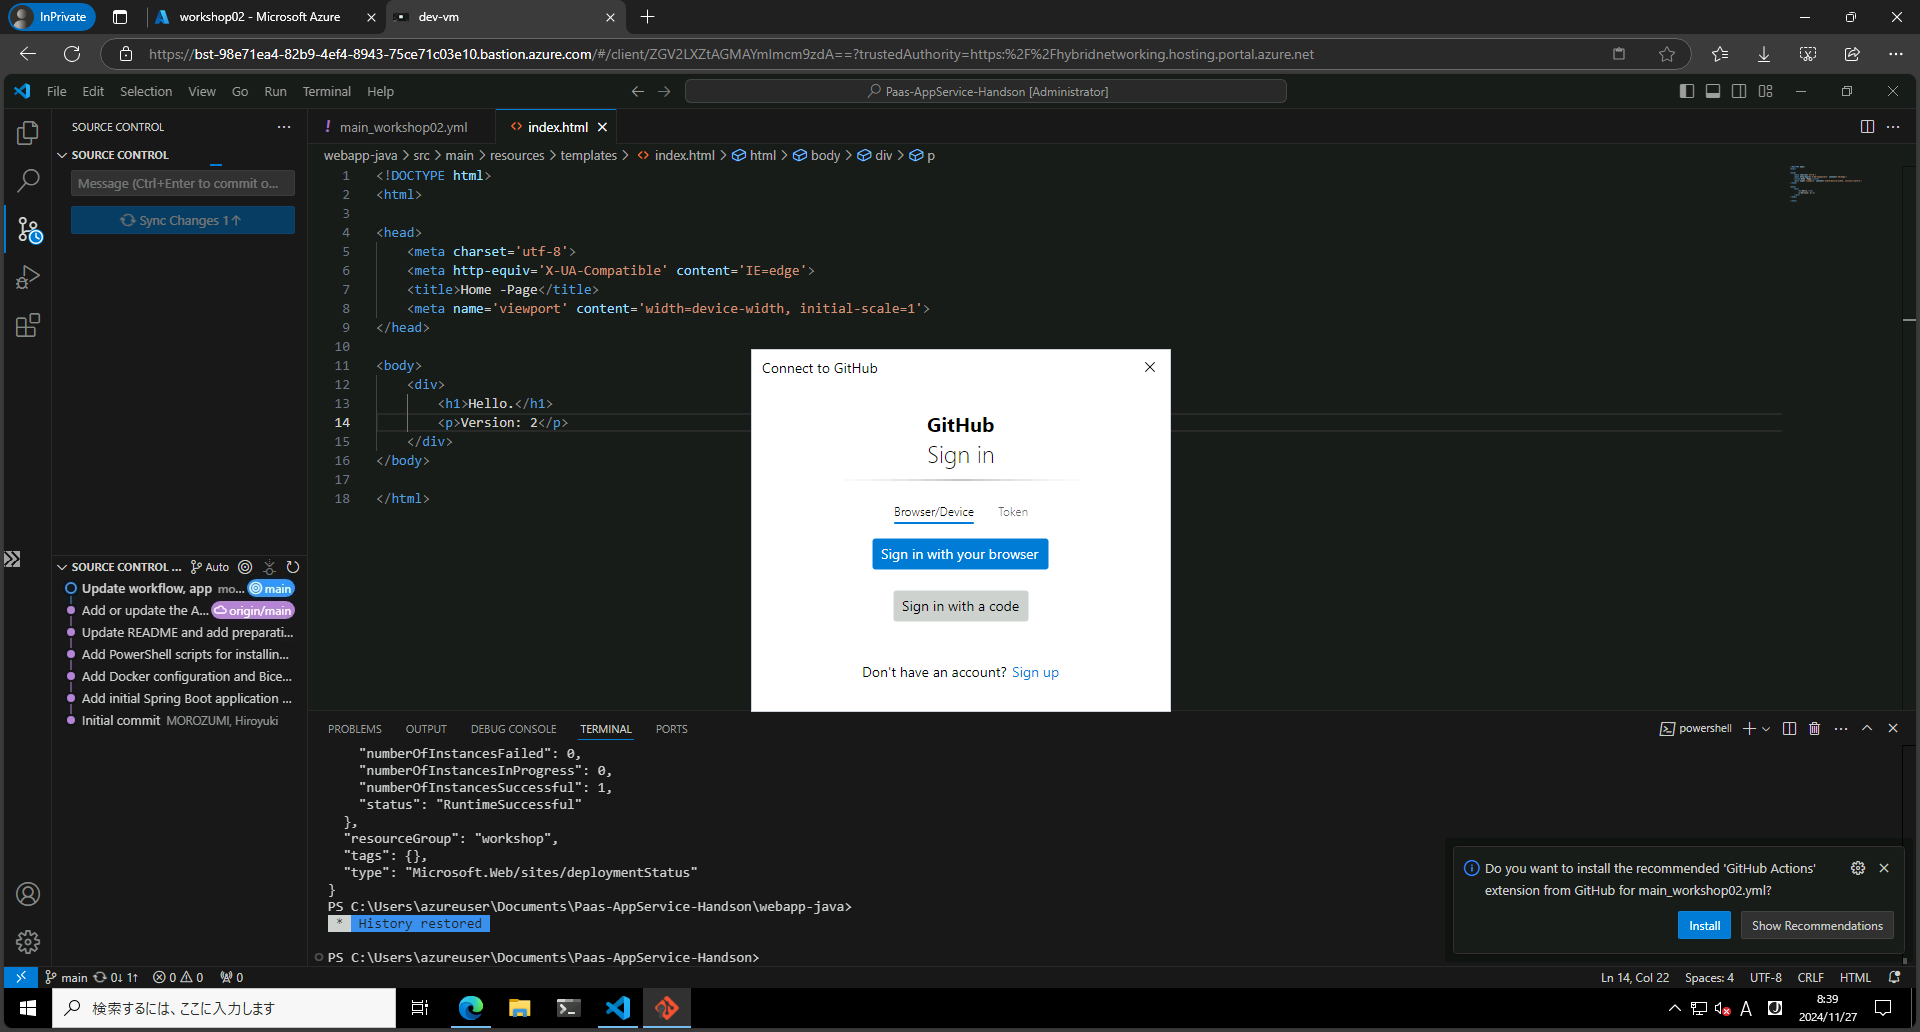 InPrivate
workshop02 - Microsoft Azure
dev-vm
https://bst-98e71ea4-82b9-4ef4-8943-75ce71c03e10.bastion.azure.com/#/client/ZGV2LXZtAGMAYmlmcm9zdA==?trustedAuthority=https:%2F%2Fhybridnetworking.hosting.portal.azure.net
File Edit Selection View Go Run Terminal Help
Paas-AppService-Handson [Administrator]
SOURCE CONTROL
SOURCE CONTROL
Message (Ctrl+Enter to commit o...
Sync Changes 1↑
main_workshop02.yml
index.html
webapp-java > src > main > resources > templates > index.html > html > body > div > p
1 <!DOCTYPE html>
2 <html>
3
4 <head>
5 <meta charset='utf-8'>
6 <meta http-equiv='X-UA-Compatible' content='IE=edge'>
7 <title>Home -Page</title>
8 <meta name='viewport' content='width=device-width, initial-scale=1'>
9 </head>
10
11 <body>
12 <div>
13 <h1>Hello.</h1>
14 <p>Version: 2</p>
15 </div>
16 </body>
17
18 </html>
Connect to GitHub
GitHub
Sign in
Browser/Device Token
Sign in with your browser
Sign in with a code
Don't have an account? Sign up
SOURCE CONTROL ... Auto
Update workflow, app mo... main
Add or update the A... origin/main
Update README and add preparati...
Add PowerShell scripts for installin...
Add Docker configuration and Bice...
Add initial Spring Boot application ...
Initial commit MOROZUMI, Hiroyuki
PROBLEMS OUTPUT DEBUG CONSOLE TERMINAL PORTS
powershell
"numberOfInstancesFailed": 0,
"numberOfInstancesInProgress": 0,
"numberOfInstancesSuccessful": 1,
"status": "RuntimeSuccessful"
},
"resourceGroup": "workshop",
"tags": {},
"type": "Microsoft.Web/sites/deploymentStatus"
}
PS C:\Users\azureuser\Documents\Paas-AppService-Handson\webapp-java>
* History restored
PS C:\Users\azureuser\Documents\Paas-AppService-Handson>
Do you want to install the recommended 'GitHub Actions'
extension from GitHub for main_workshop02.yml?
Install
Show Recommendations
main 0↓ 1↑ 0 0 0
Ln 14, Col 22 Spaces: 4 UTF-8 CRLF HTML
検索するには、ここに入力します
A
8:39
2024/11/27